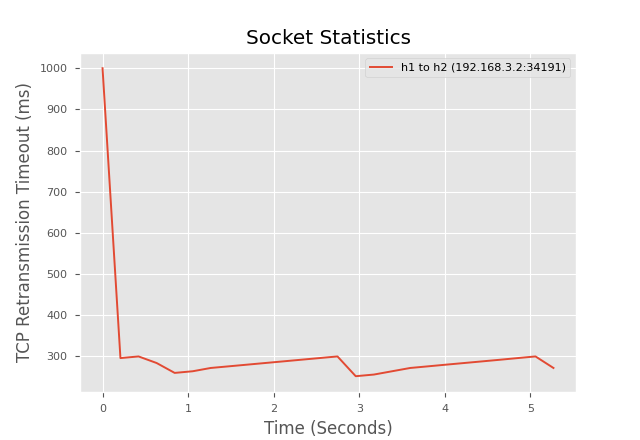 Socket Statistics
h1 to h2 (192.168.3.2:34191)
TCP Retransmission Timeout (ms)
1000
900
800
700
600
500
400
300
0 1 2 3 4 5
Time (Seconds)